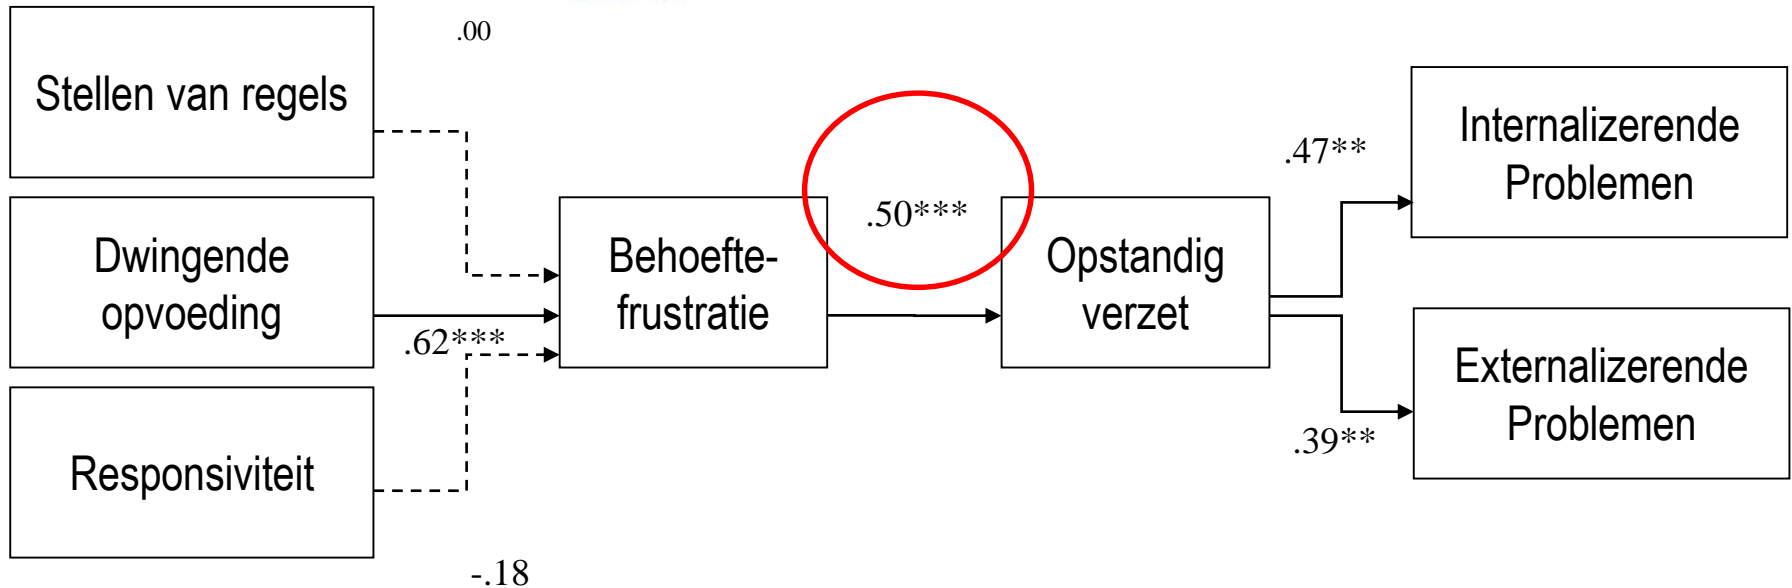 .00
Stellen van regels
Dwingende
opvoeding
.62***
Responsiviteit
-.18
Behoefte-
frustratie
.50***
Opstandig
verzet
.47**
Internalizerende
Problemen
.39**
Externalizerende
Problemen